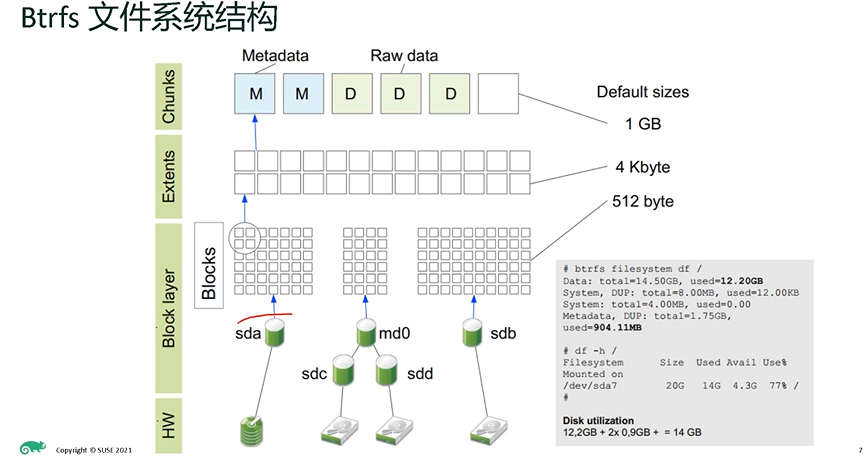 Btrfs 文件系统结构
Metadata
Raw data
Chunks
M M D D D
Default sizes
1 GB
Extents
4 Kbyte
512 byte
Block layer
Blocks
sda
md0
sdb
sdc
sdd
HW
# btrfs filesystem df /
Data: total=14.50GB, used=12.20GB
System, DUP: total=8.00MB, used=12.00KB
System: total=4.00MB, used=0.00
Metadata, DUP: total=1.75GB,
used=904.11MB
# df -h /
Filesystem Size Used Avail Use%
Mounted on
/dev/sda7 20G 14G 4.3G 77% /
#
Disk utilization
12,2GB + 2x 0,9GB + = 14 GB
Copyright © SUSE 2021
7